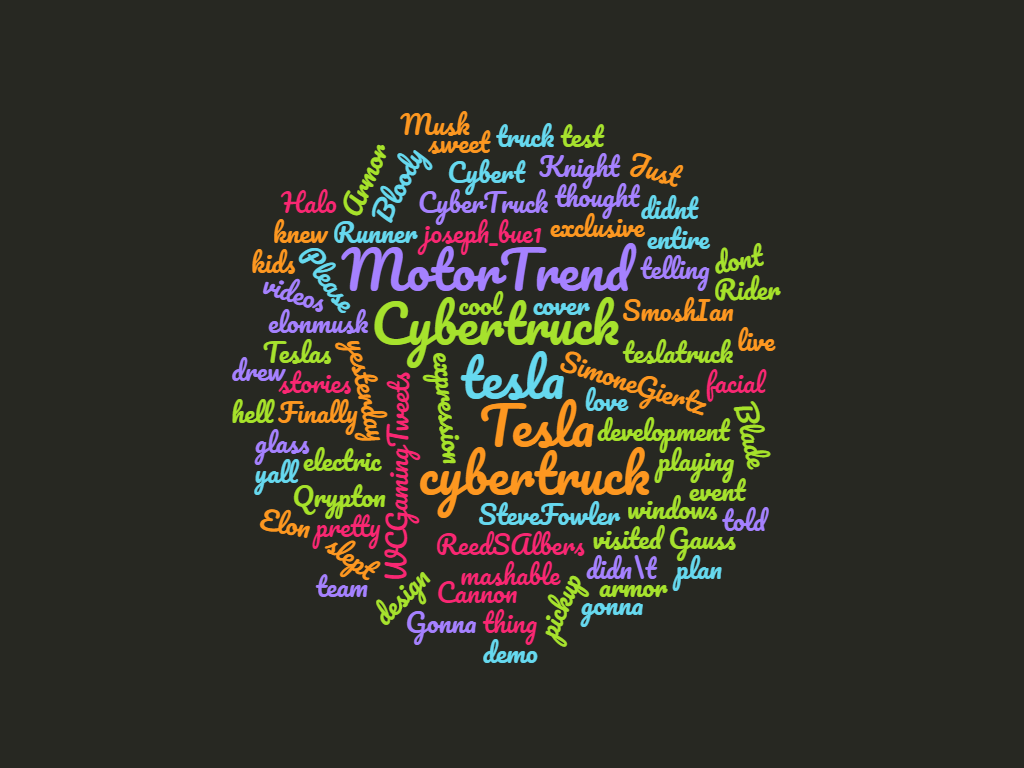 Musk
sweet
truck
test
Armor
Bloody
Cybert
Knight
Just
Halo
CyberTruck
thought
didnt
knew
Runner
joseph_bue1
exclusive
entire
kids
Please
MotorTrend
telling
dont
videos
Rider
elonmusk
Cybertruck
cool
cover
SmoshIan
Teslas
yesterday
teslatruck
live
drew
stories
expression
tesla
SimoneGiertz
facial
hell
Finally
WCGamingTweets
Tesla
love
development
Blade
glass
electric
cybertruck
playing
yall
Qrypton
event
SteveFowler
windows
told
Elon
pretty
ReedSAlbers
visited
Gauss
slept
mashable
didn\t
plan
team
design
Cannon
pickup
armor
gonna
Gonna
thing
demo